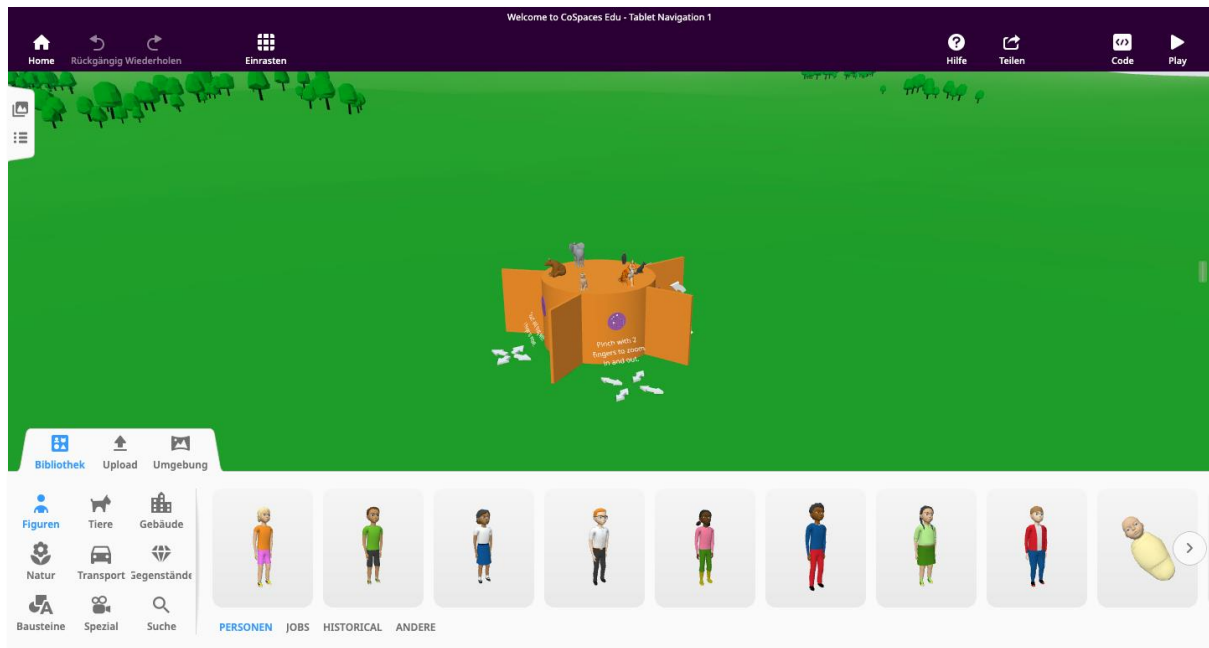 Welcome to CoSpaces Edu - Tablet Navigation 1
Home Rückgängig Wiederholen Einrasten Hilfe Teilen Code Play
Pinch with 2
fingers to zoom
in and out.
Bibliothek Upload Umgebung
Figuren Tiere Gebäude
Natur Transport Gegenstände
Bausteine Spezial Suche
PERSONEN JOBS HISTORICAL ANDERE